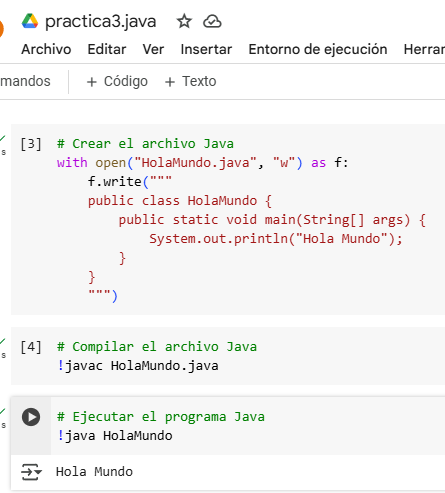 practica3.java
Archivo Editar Ver Insertar Entorno de ejecución Herrar
mandos + Código + Texto
[3] # Crear el archivo Java
s with open("HolaMundo.java", "w") as f:
f.write("""
public class HolaMundo {
public static void main(String[] args) {
System.out.println("Hola Mundo");
}
}
""")
[4] # Compilar el archivo Java
s !javac HolaMundo.java
# Ejecutar el programa Java
s !java HolaMundo
Hola Mundo